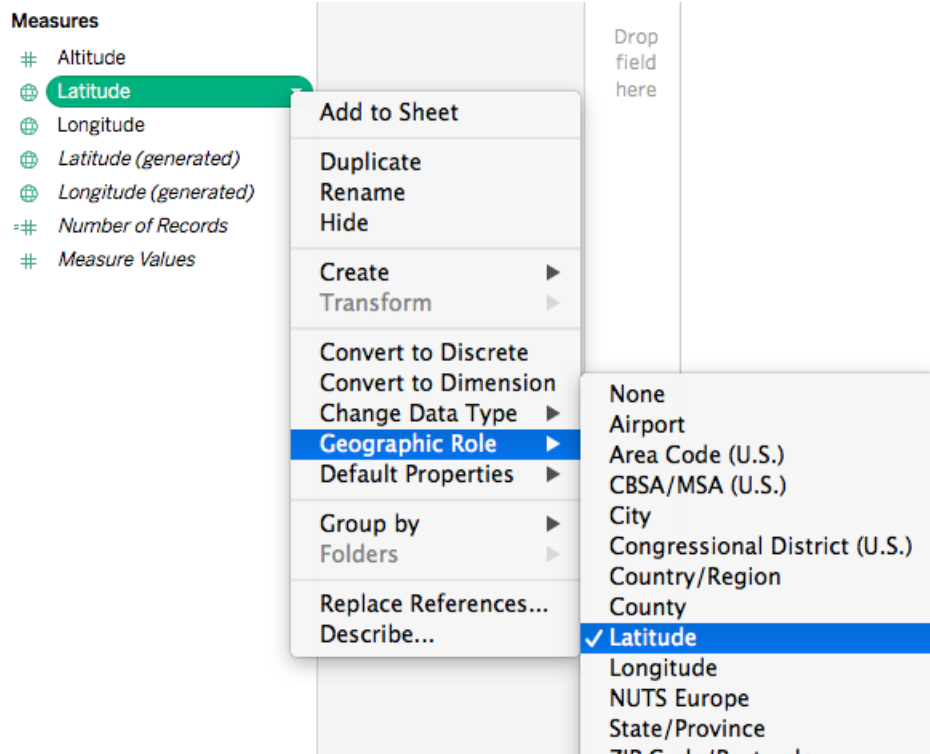 Measures
Altitude
Latitude
Longitude
Latitude (generated)
Longitude (generated)
Number of Records
Measure Values
Drop
field
here
Add to Sheet
Duplicate
Rename
Hide
Create
Transform
Convert to Discrete
Convert to Dimension
Change Data Type
Geographic Role
Default Properties
Group by
Folders
Replace References...
Describe...
None
Airport
Area Code (U.S.)
CBSA/MSA (U.S.)
City
Congressional District (U.S.)
Country/Region
County
Latitude
Longitude
NUTS Europe
State/Province